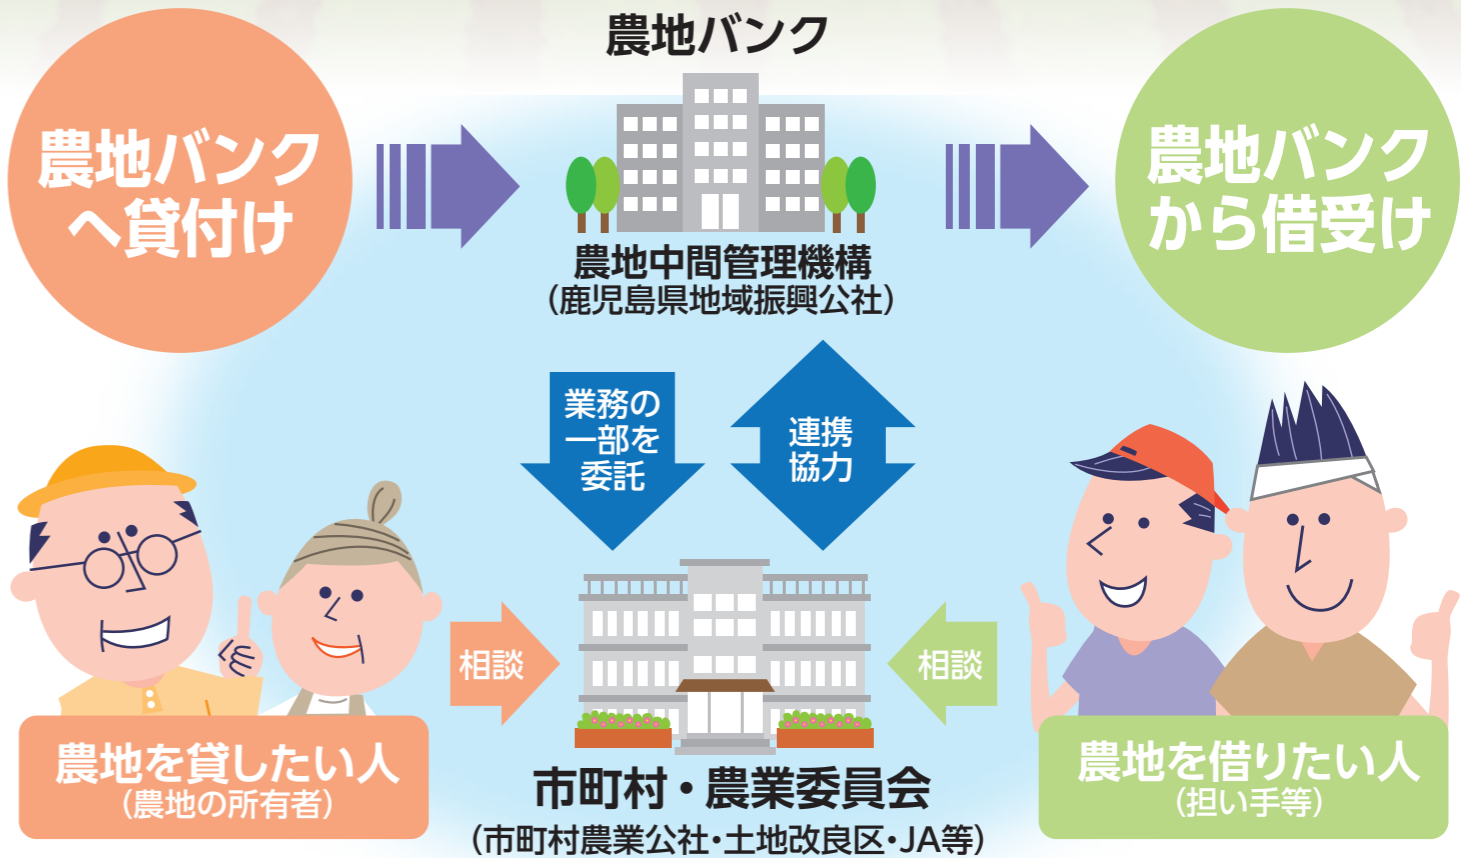 農地バンク
農地バンク
へ貸付け
農地バンク
から借受け
農地中間管理機構
（鹿児島県地域振興公社）
業務の
一部を
委託
連携
協力
相談
相談
農地を貸したい人
（農地の所有者）
市町村・農業委員会
（市町村農業公社・土地改良区・JA等）
農地を借りたい人
（担い手等）